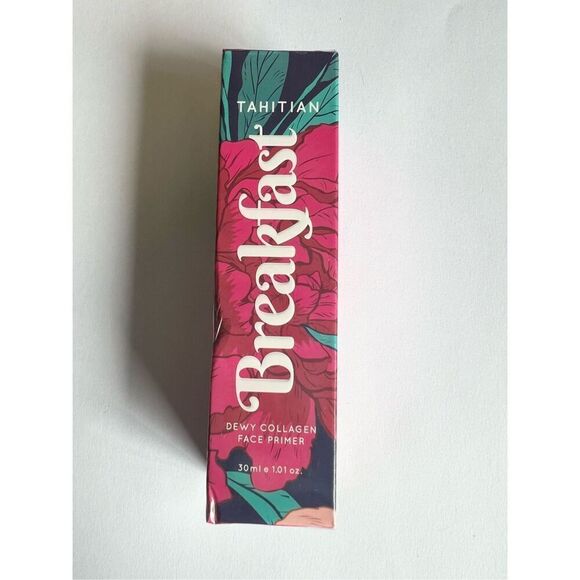 TAHITIAN
Breakfast
DEWY COLLAGEN
FACE PRIMER
30ml e 1.01 oz.